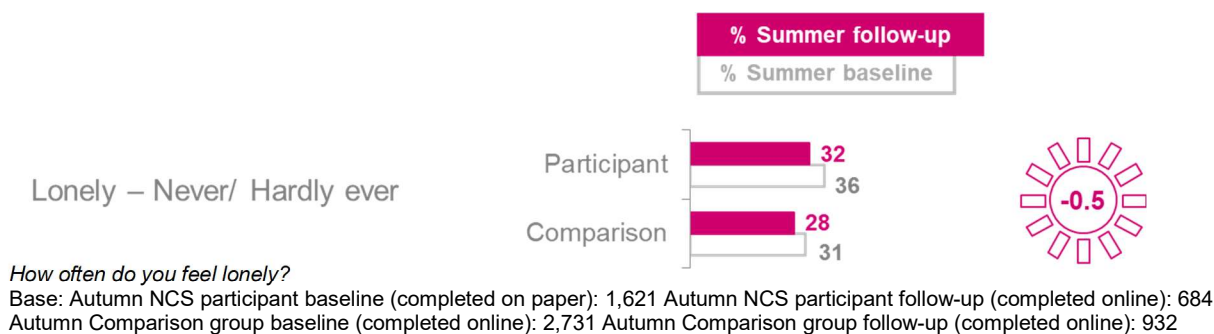 % Summer follow-up
% Summer baseline
Lonely – Never/ Hardly ever
Participant
32
36
Comparison
28
31
-0.5
How often do you feel lonely?
Base: Autumn NCS participant baseline (completed on paper): 1,621 Autumn NCS participant follow-up (completed online): 684
Autumn Comparison group baseline (completed online): 2,731 Autumn Comparison group follow-up (completed online): 932